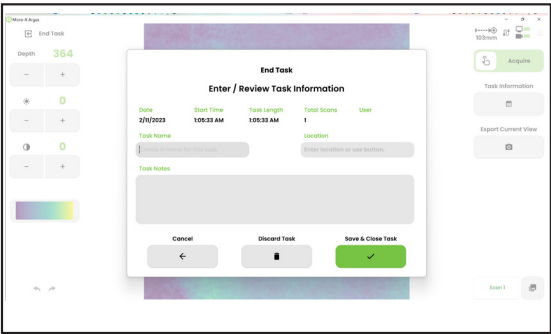 Micro-X Argus
End Task
103mm
Depth 364
0
0
Acquire
Task Information
Export Current View
Scan 1
End Task
Enter / Review Task Information
Date Start Time Task Length Total Scans User
2/11/2023 1:05:33 AM 1:05:33 AM 1
Task Name Location
Enter location or use button.
Task Notes
Cancel Discard Task Save & Close Task